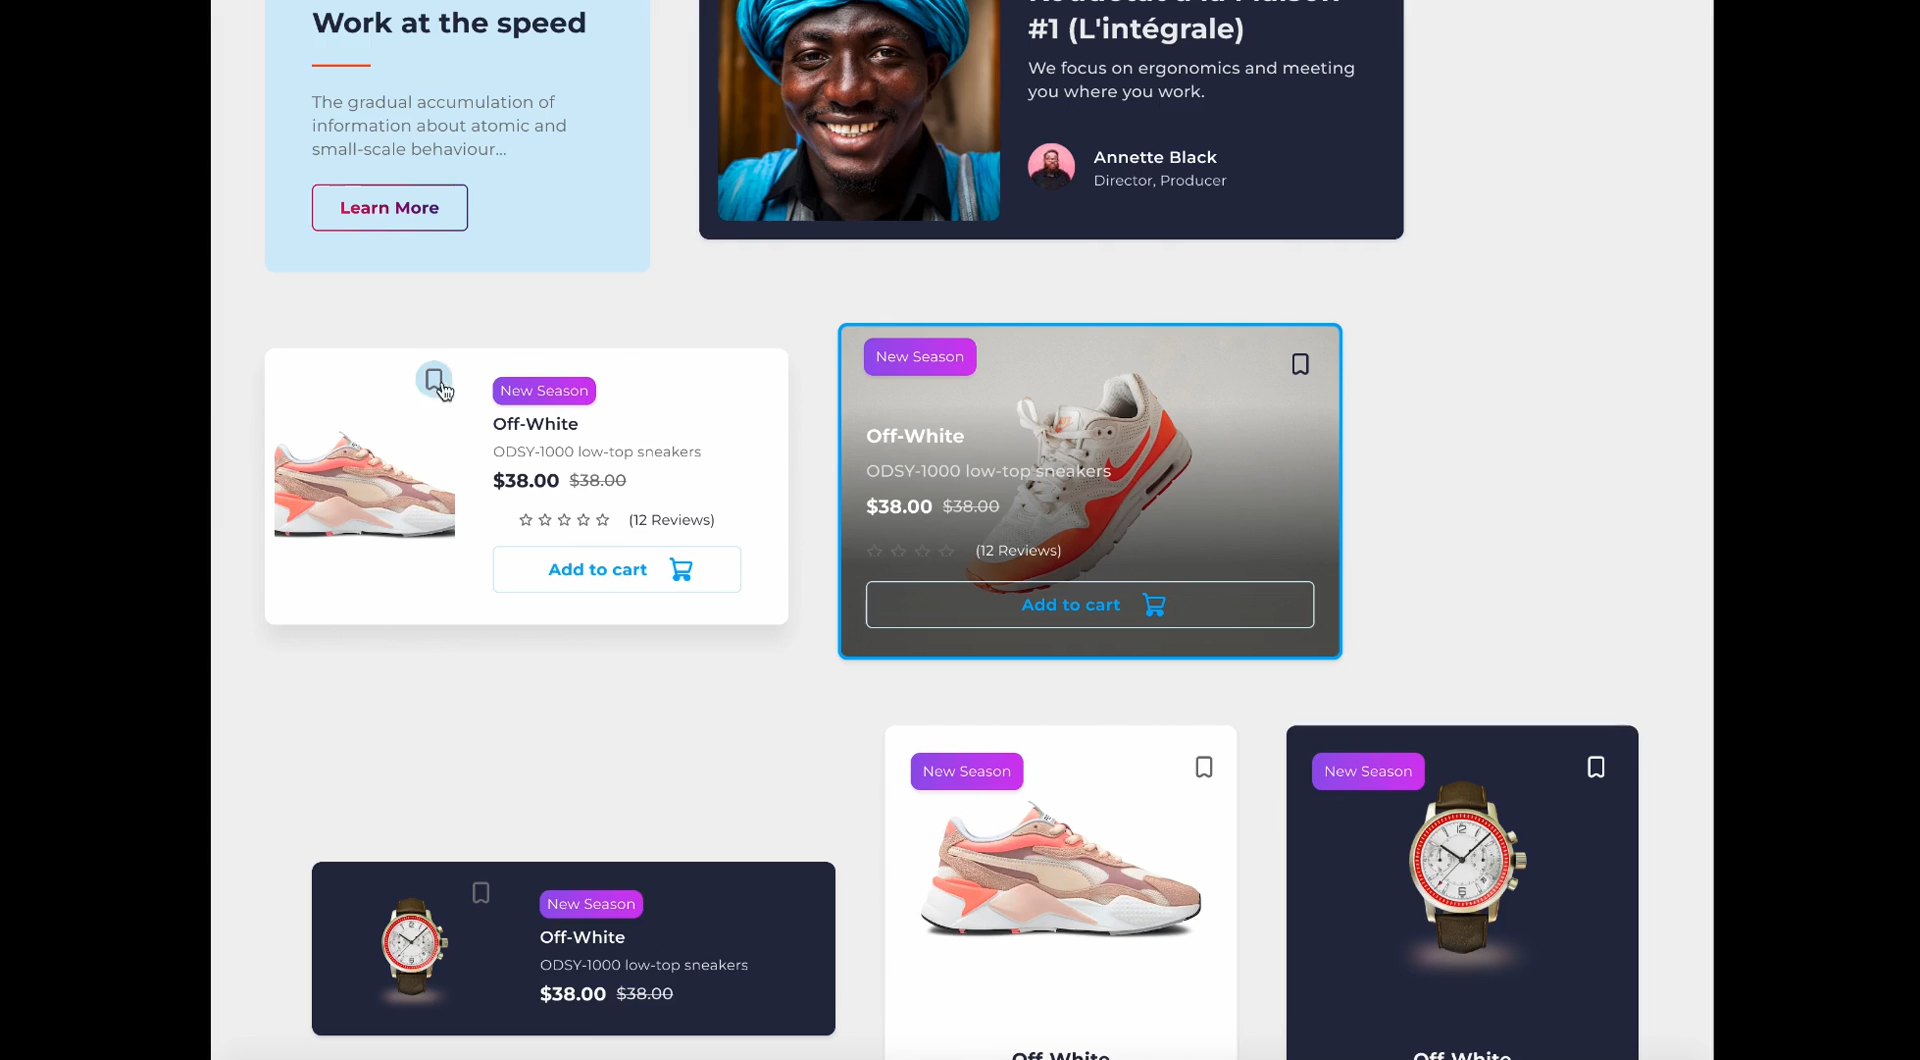 Work at the speed
The gradual accumulation of
information about atomic and
small-scale behaviour...
Learn More
#1 (L'intégrale)
We focus on ergonomics and meeting
you where you work.
Annette Black
Director, Producer
New Season
Off-White
ODSY-1000 low-top sneakers
$38.00 $38.00
(12 Reviews)
Add to cart
New Season
Off-White
ODSY-1000 low-top sneakers
$38.00 $38.00
(12 Reviews)
Add to cart
New Season
Off-White
ODSY-1000 low-top sneakers
$38.00 $38.00
New Season
Off-White
New Season
Off-White